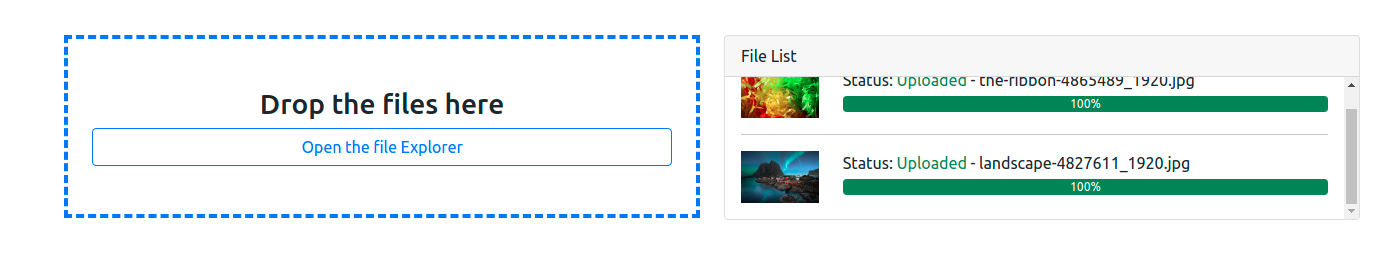 Drop the files here
Open the file Explorer
File List
Status: Uploaded - the-ribbon-4865489_1920.jpg
100%
Status: Uploaded - landscape-4827611_1920.jpg
100%